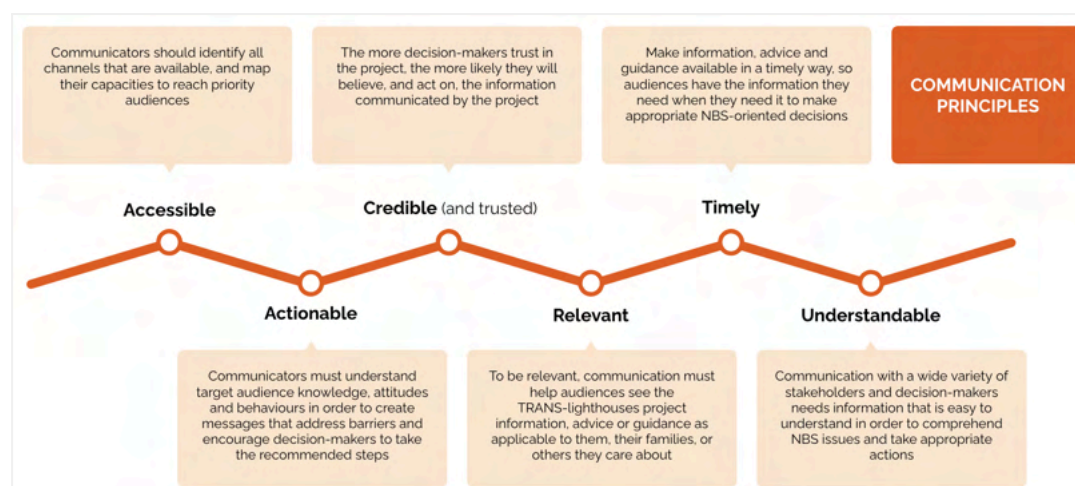 Communicators should identify all
channels that are available, and map
their capacities to reach priority
audiences
The more decision-makers trust in
the project, the more likely they will
believe, and act on, the information
communicated by the project
Make information, advice and
guidance available in a timely way, so
audiences have the information they
need when they need it to make
appropriate NBS-oriented decisions
COMMUNICATION
PRINCIPLES
Accessible
Credible (and trusted)
Timely
Actionable
Relevant
Understandable
Communicators must understand
target audience knowledge, attitudes
and behaviours in order to create
messages that address barriers and
encourage decision-makers to take
the recommended steps
To be relevant, communication must
help audiences see the
TRANS-lighthouses project
information, advice or guidance as
applicable to them, their families, or
others they care about
Communication with a wide variety of
stakeholders and decision-makers
needs information that is easy to
understand in order to comprehend
NBS issues and take appropriate
actions